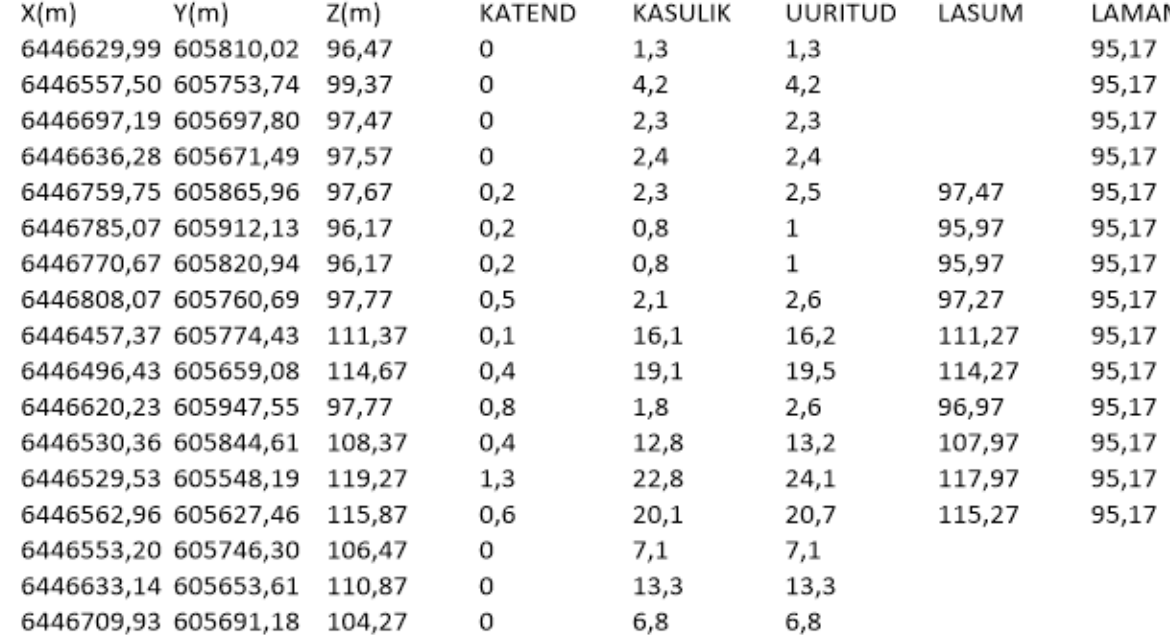 X(m) Y(m) Z(m) KATEND KASULIK UURITUD LASUM LAMAM
6446629,99 605810,02 96,47 0 1,3 1,3 95,17
6446557,50 605753,74 99,37 0 4,2 4,2 95,17
6446697,19 605697,80 97,47 0 2,3 2,3 95,17
6446636,28 605671,49 97,57 0 2,4 2,4 95,17
6446759,75 605865,96 97,67 0,2 2,3 2,5 97,47 95,17
6446785,07 605912,13 96,17 0,2 0,8 1 95,97 95,17
6446770,67 605820,94 96,17 0,2 0,8 1 95,97 95,17
6446808,07 605760,69 97,77 0,5 2,1 2,6 97,27 95,17
6446457,37 605774,43 111,37 0,1 16,1 16,2 111,27 95,17
6446496,43 605659,08 114,67 0,4 19,1 19,5 114,27 95,17
6446620,23 605947,55 97,77 0,8 1,8 2,6 96,97 95,17
6446530,36 605844,61 108,37 0,4 12,8 13,2 107,97 95,17
6446529,53 605548,19 119,27 1,3 22,8 24,1 117,97 95,17
6446562,96 605627,46 115,87 0,6 20,1 20,7 115,27 95,17
6446553,20 605746,30 106,47 0 7,1 7,1
6446633,14 605653,61 110,87 0 13,3 13,3
6446709,93 605691,18 104,27 0 6,8 6,8